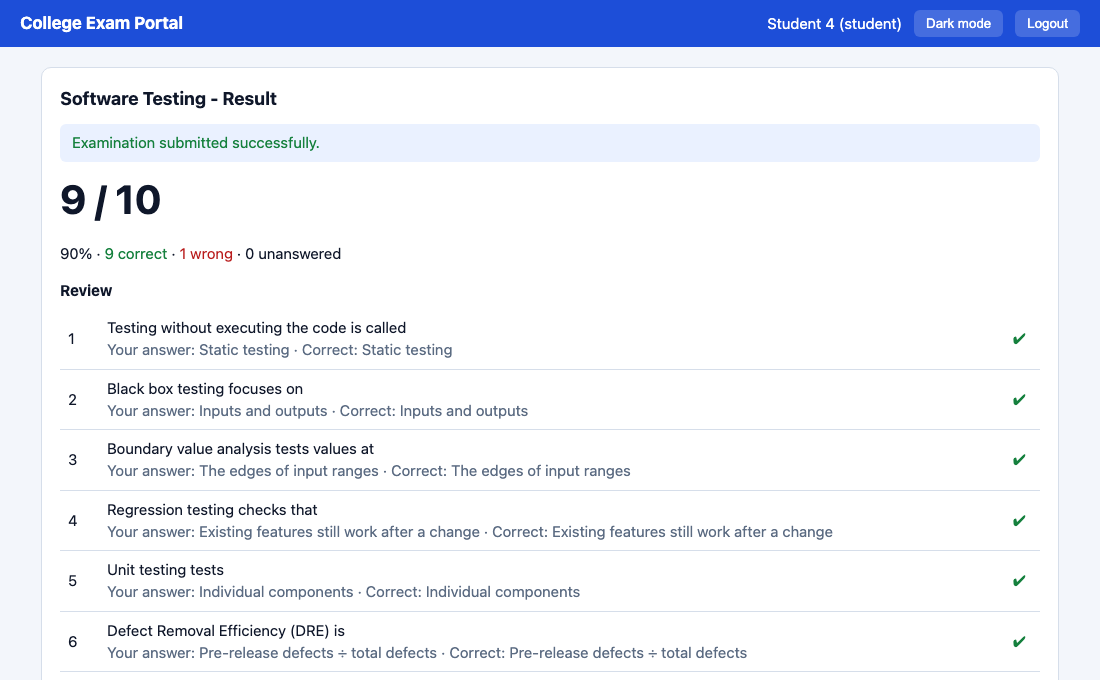 College Exam Portal
Student 4 (student)
Dark mode
Logout
Software Testing - Result
Examination submitted successfully.
9 / 10
90% · 9 correct · 1 wrong · 0 unanswered
Review
1
Testing without executing the code is called
Your answer: Static testing · Correct: Static testing
✔
2
Black box testing focuses on
Your answer: Inputs and outputs · Correct: Inputs and outputs
✔
3
Boundary value analysis tests values at
Your answer: The edges of input ranges · Correct: The edges of input ranges
✔
4
Regression testing checks that
Your answer: Existing features still work after a change · Correct: Existing features still work after a change
✔
5
Unit testing tests
Your answer: Individual components · Correct: Individual components
✔
6
Defect Removal Efficiency (DRE) is
Your answer: Pre-release defects ÷ total defects · Correct: Pre-release defects ÷ total defects
✔